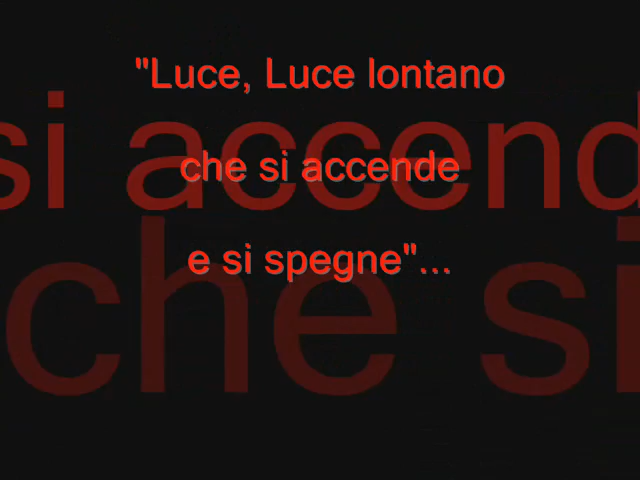 "Luce, Luce lontano
che si accende
e si spegne"...
si accend
che si